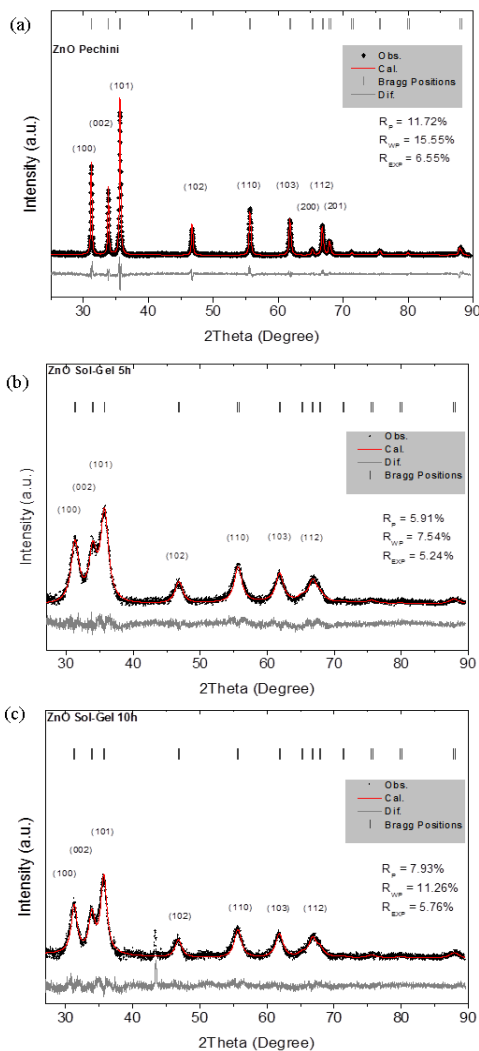 (a)
ZnO Pechini
Obs.
Cal.
Bragg Positions
Dif.
(101)
(002)
(100)
R_P = 11.72%
R_WP = 15.55%
R_EXP = 6.55%
(102)
(110)
(103)
(112)
(200)
(201)
Intensity (a.u.)
30 40 50 60 70 80 90
2Theta (Degree)
(b)
ZnO Sol-Gel 5h
Obs.
Cal.
Dif.
Bragg Positions
(101)
(002)
(100)
R_P = 5.91%
R_WP = 7.54%
R_EXP = 5.24%
(102)
(110)
(103)
(112)
Intensity (a.u.)
30 40 50 60 70 80 90
2Theta (Degree)
(c)
ZnO Sol-Gel 10h
Obs.
Cal.
Dif.
Bragg Positions
(101)
(002)
(100)
R_P = 7.93%
R_WP = 11.26%
R_EXP = 5.76%
(102)
(110)
(103)
(112)
Intensity (a.u.)
30 40 50 60 70 80 90
2Theta (Degree)